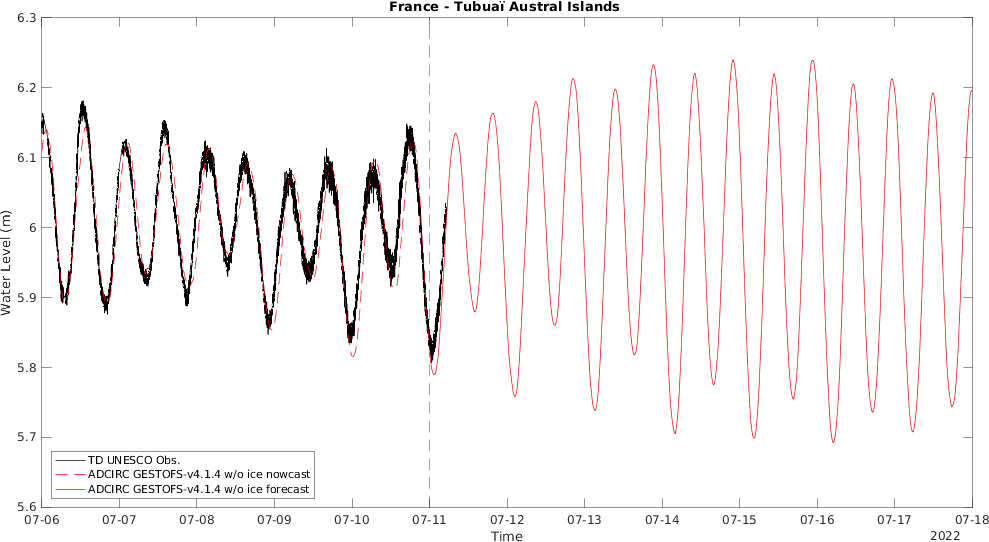 France - Tubuaï Austral Islands
6.3
6.2
6.1
6
5.9
5.8
5.7
5.6
Water Level (m)
TD UNESCO Obs.
ADCIRC GESTOFS-v4.1.4 w/o ice nowcast
ADCIRC GESTOFS-v4.1.4 w/o ice forecast
07-06 07-07 07-08 07-09 07-10 07-11 07-12 07-13 07-14 07-15 07-16 07-17 07-18
Time
2022